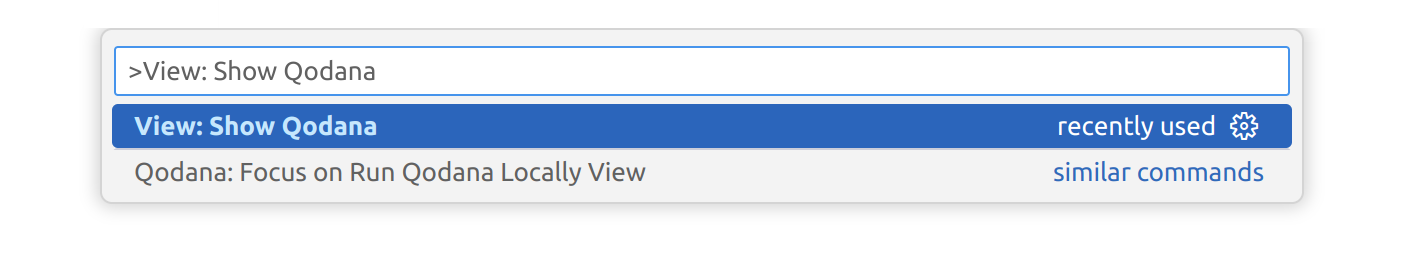 >View: Show Qodana
View: Show Qodana recently used
Qodana: Focus on Run Qodana Locally View similar commands